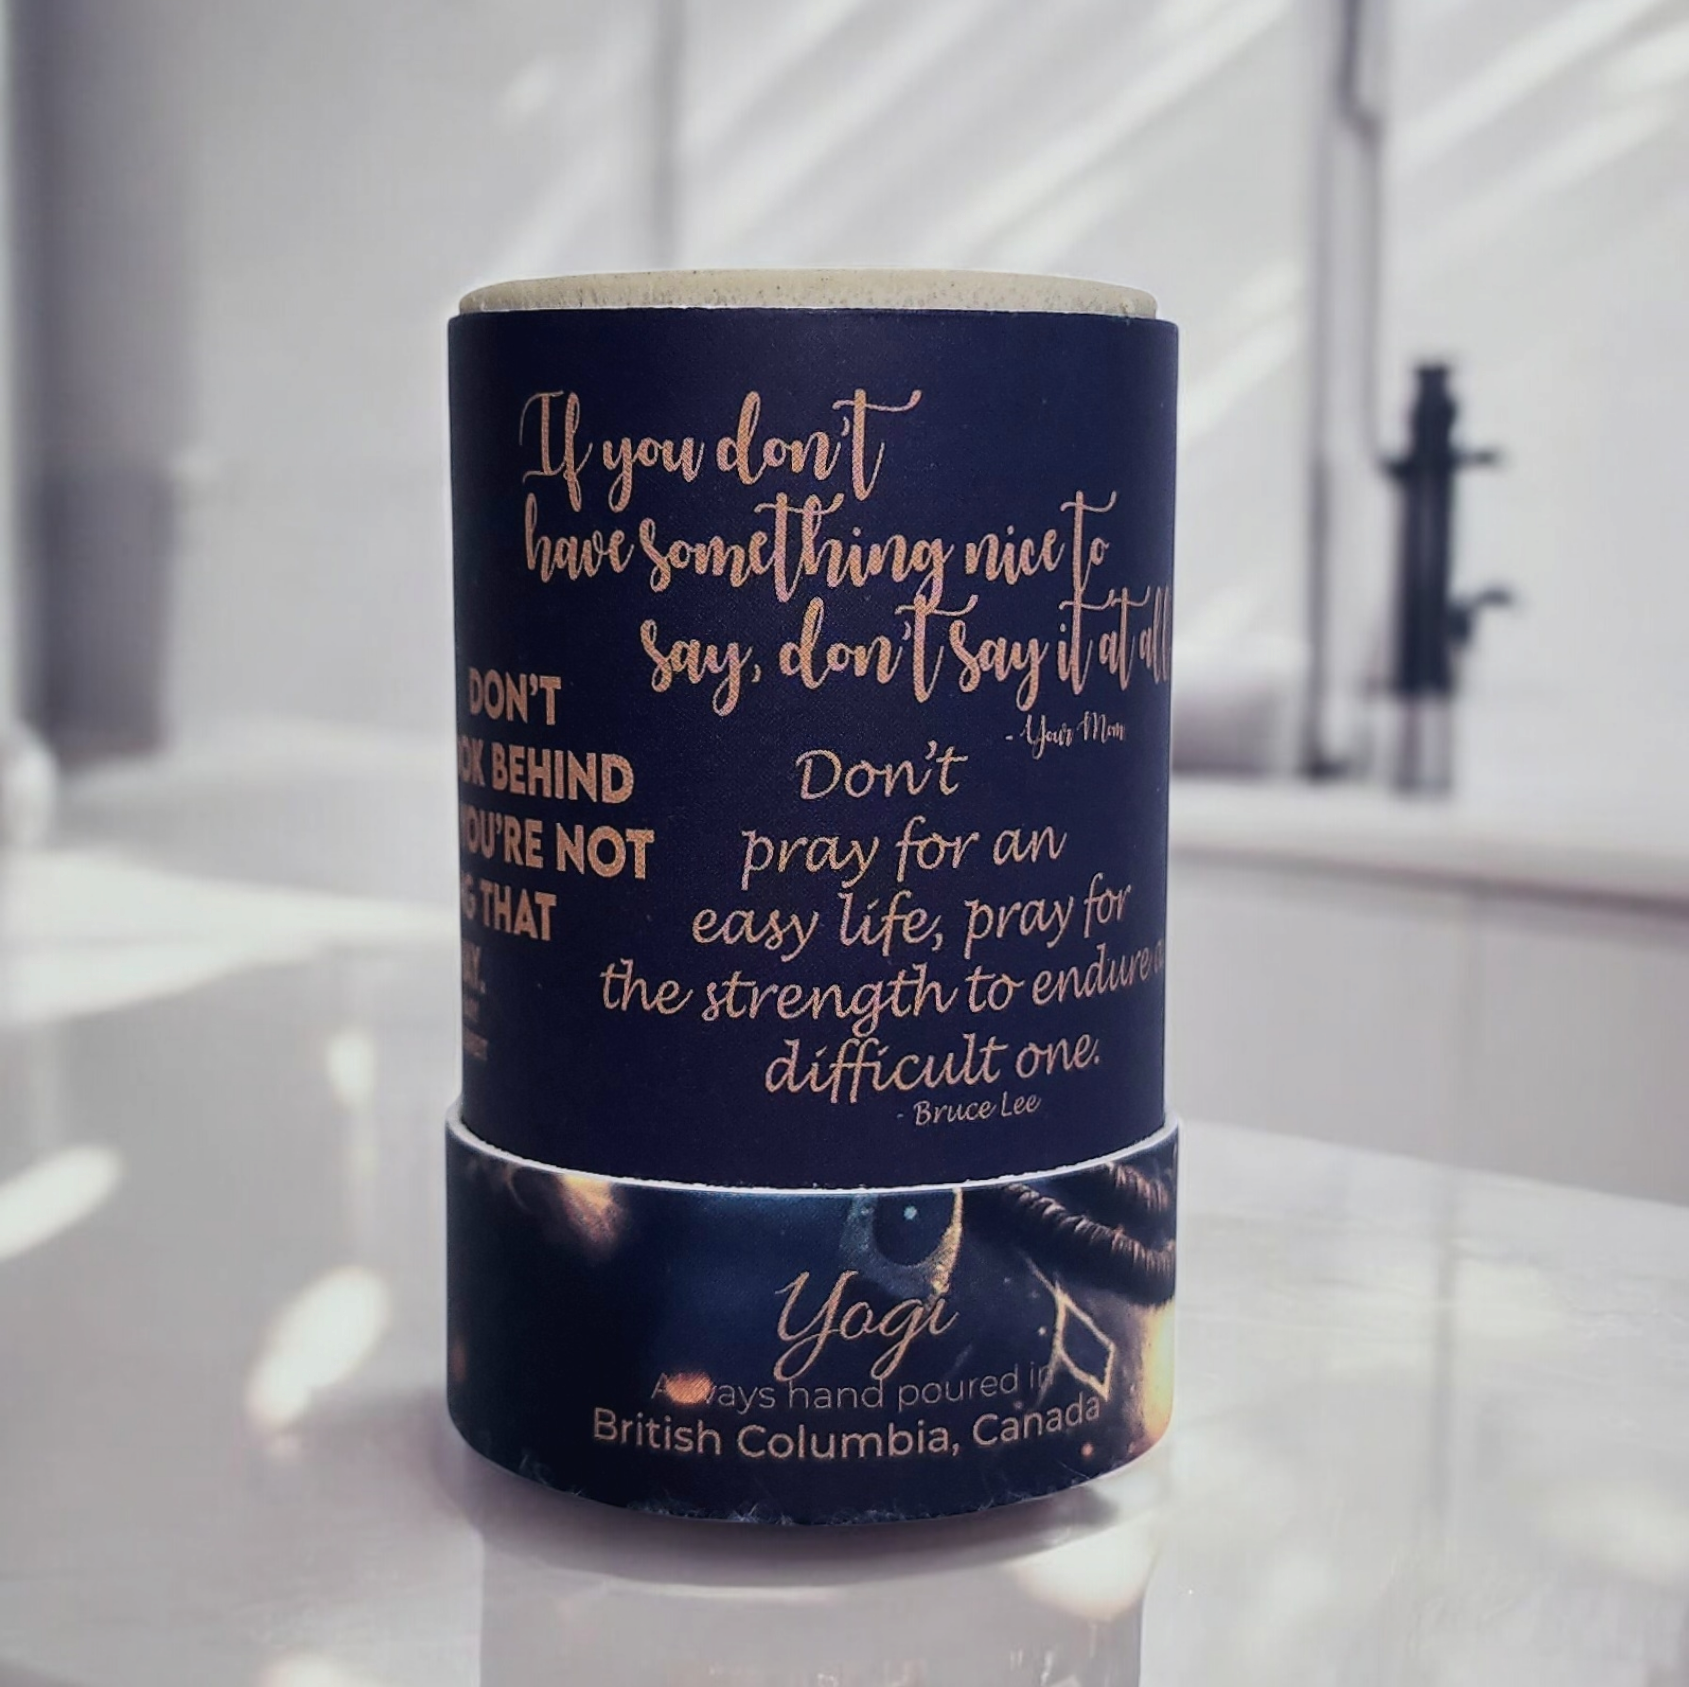 If you don't
have something nice to
say, don't say it at all
- Your Mom
DON'T
BEHIND
YOU'RE NOT
THAT
Don't
pray for an
easy life, pray for
the strength to endure a
difficult one.
- Bruce Lee
Yogi
Always hand poured in
British Columbia, Canada